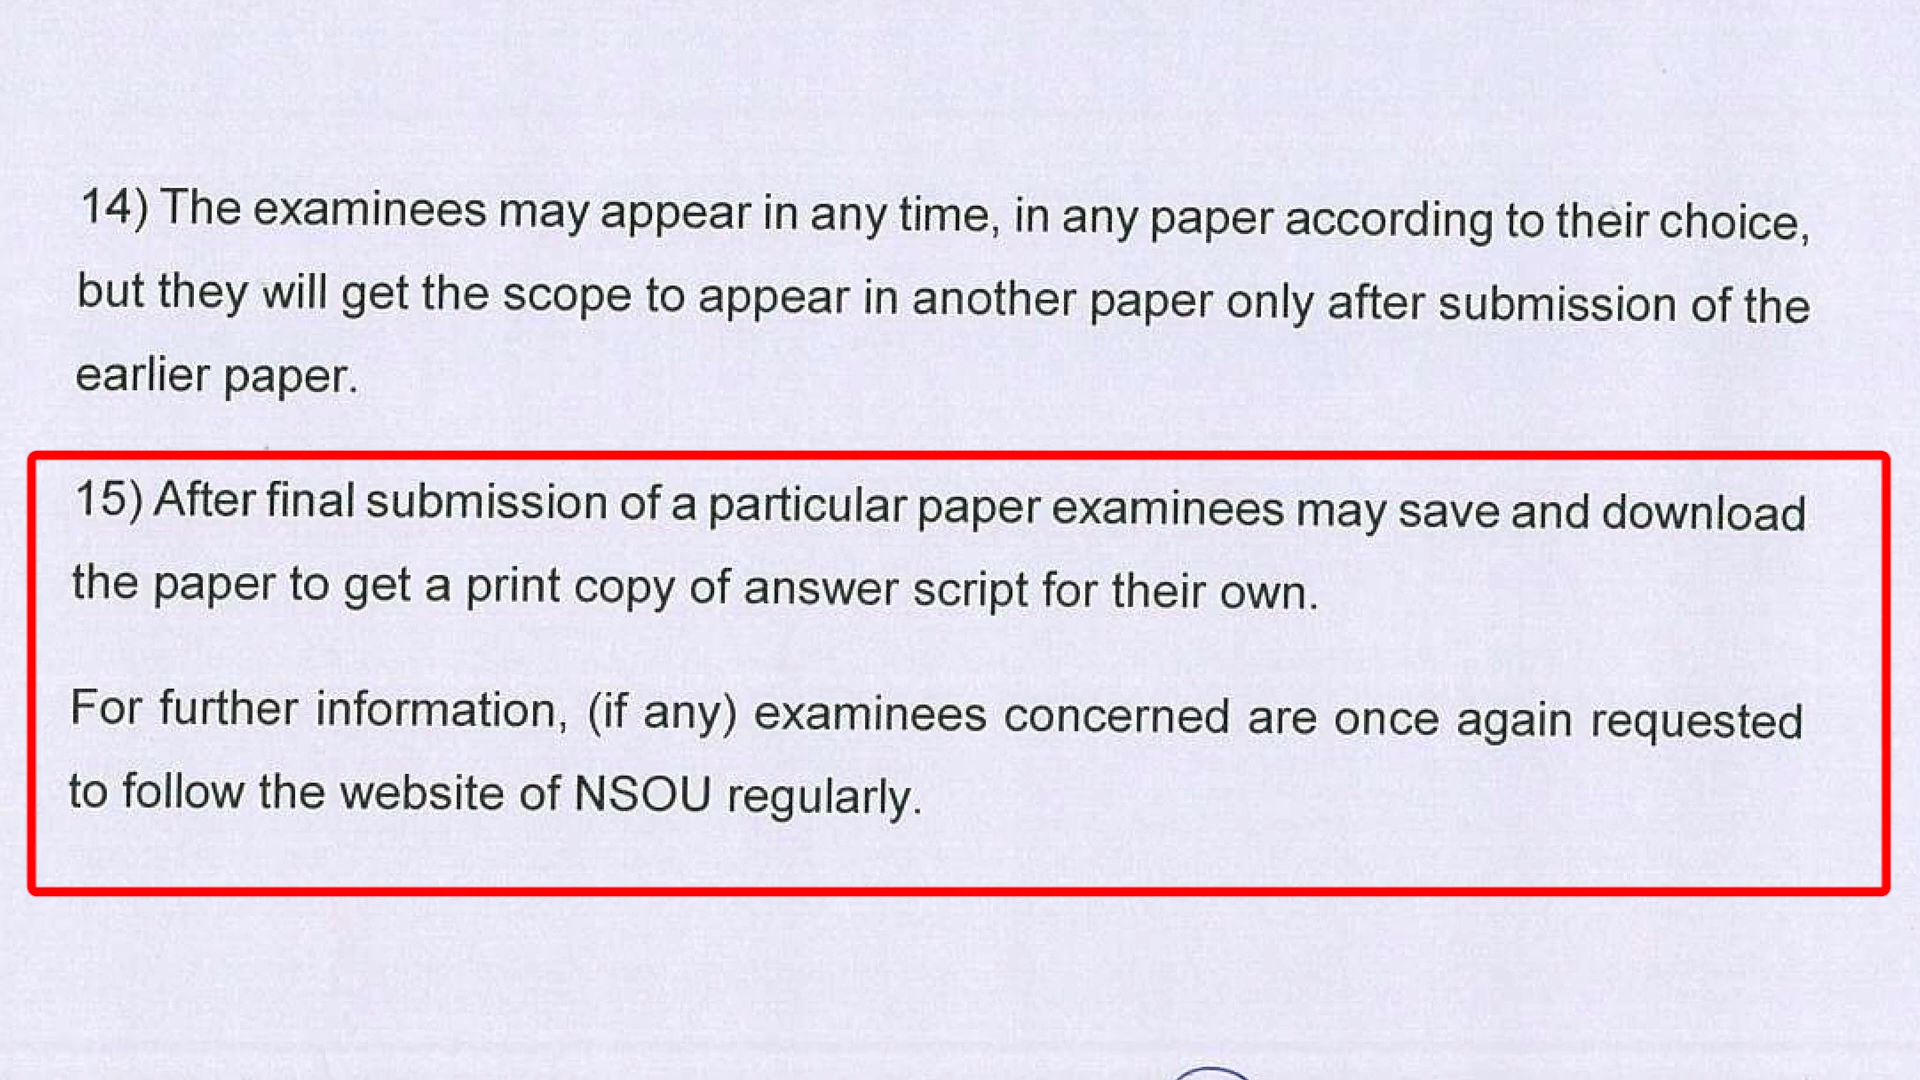 14) The examinees may appear in any time, in any paper according to their choice,
but they will get the scope to appear in another paper only after submission of the
earlier paper.
15) After final submission of a particular paper examinees may save and download
the paper to get a print copy of answer script for their own.
For further information, (if any) examinees concerned are once again requested
to follow the website of NSOU regularly.